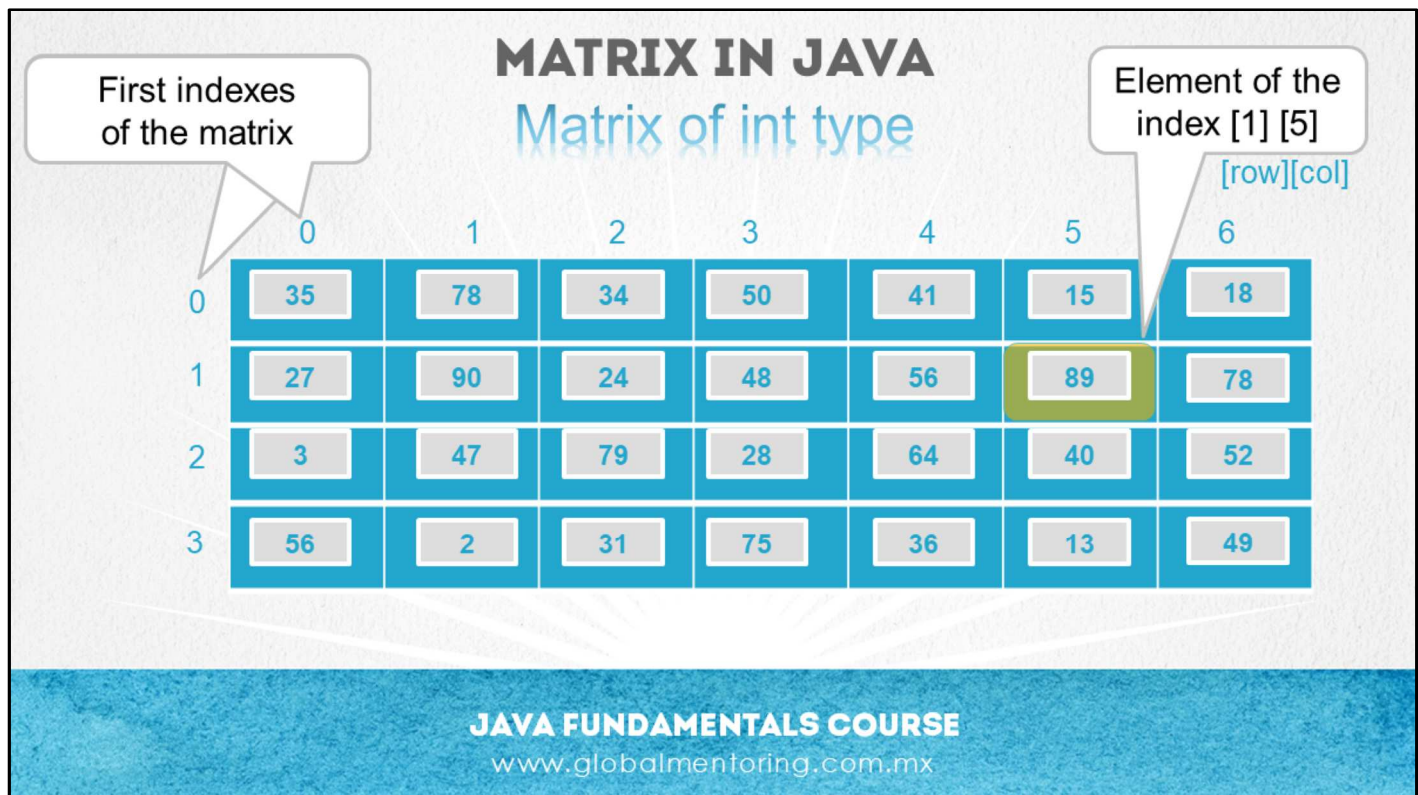 MATRIX IN JAVA
Matrix of int type
First indexes
of the matrix
Element of the
index [1] [5]
[row][col]
0 1 2 3 4 5 6
0 35 78 34 50 41 15 18
1 27 90 24 48 56 89 78
2 3 47 79 28 64 40 52
3 56 2 31 75 36 13 49
JAVA FUNDAMENTALS COURSE
www.globalmentoring.com.mx